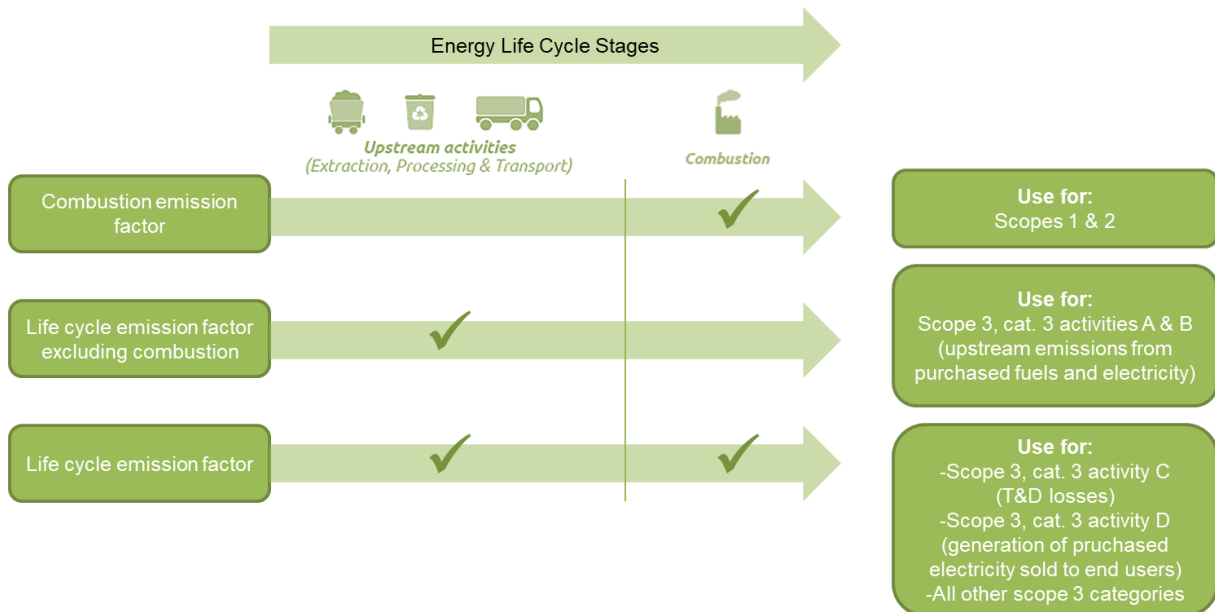 Energy Life Cycle Stages
Upstream activities
(Extraction, Processing & Transport)
Combustion
Combustion emission
factor
Use for:
Scopes 1 & 2
Life cycle emission factor
excluding combustion
Use for:
Scope 3, cat. 3 activities A & B
(upstream emissions from
purchased fuels and electricity)
Life cycle emission factor
Use for:
-Scope 3, cat. 3 activity C
(T&D losses)
-Scope 3, cat. 3 activity D
(generation of pruchased
electricity sold to end users)
-All other scope 3 categories